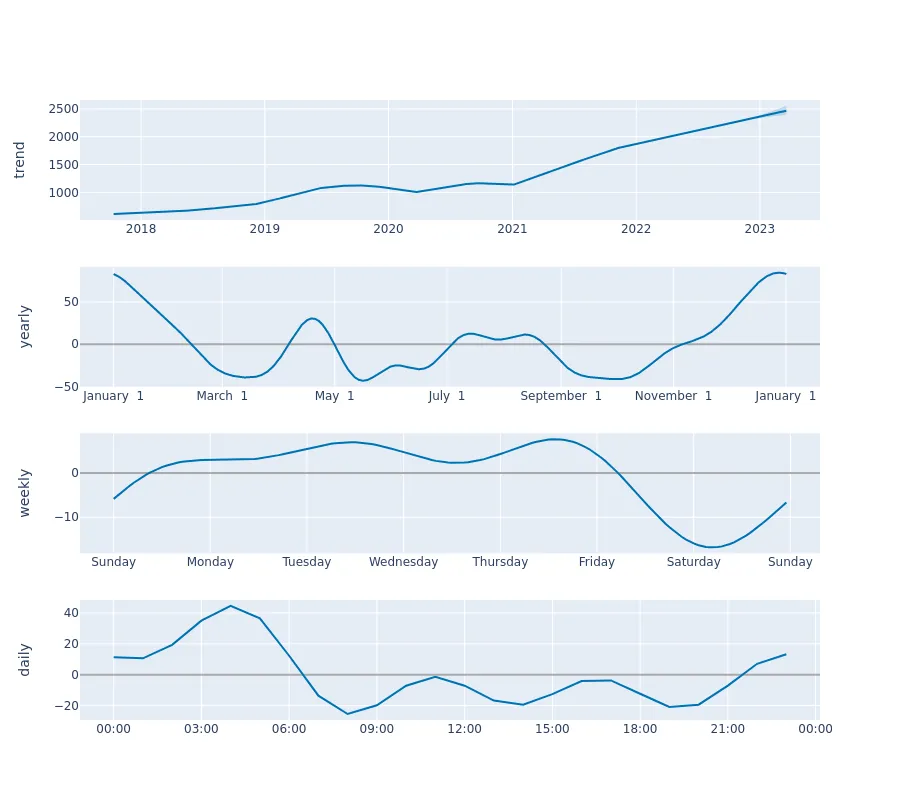 trend
2500
2000
1500
1000
2018 2019 2020 2021 2022 2023
yearly
50
0
−50
January 1 March 1 May 1 July 1 September 1 November 1 January 1
weekly
0
−10
Sunday Monday Tuesday Wednesday Thursday Friday Saturday Sunday
daily
40
20
0
−20
00:00 03:00 06:00 09:00 12:00 15:00 18:00 21:00 00:00